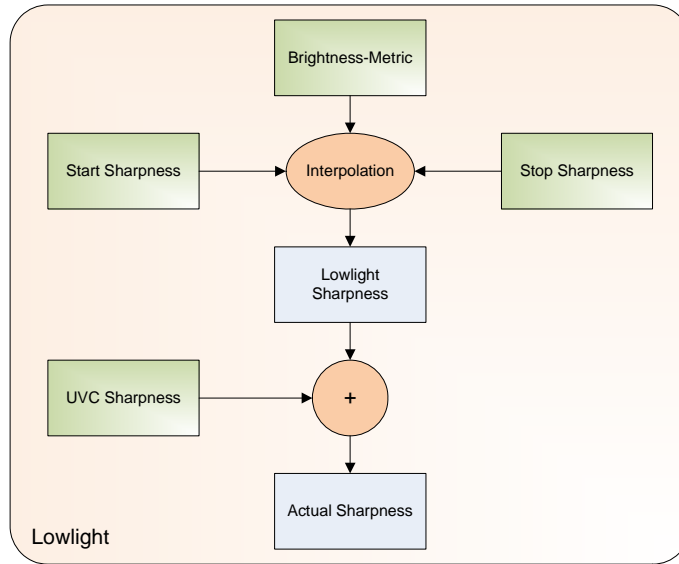 Brightness-Metric
Start Sharpness
Interpolation
Stop Sharpness
Lowlight
Sharpness
UVC Sharpness
+
Actual Sharpness
Lowlight